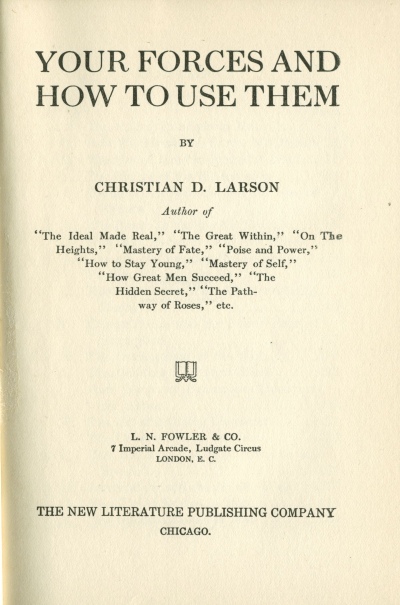 YOUR FORCES AND
HOW TO USE THEM
BY
CHRISTIAN D. LARSON
Author of
"The Ideal Made Real," "The Great Within," "On The
Heights," "Mastery of Fate," "Poise and Power,"
"How to Stay Young," "Mastery of Self,"
"How Great Men Succeed," "The
Hidden Secret," "The Path-
way of Roses," etc.
L. N. FOWLER & CO.
7 Imperial Arcade, Ludgate Circus
LONDON, E. C.
THE NEW LITERATURE PUBLISHING COMPANY
CHICAGO.